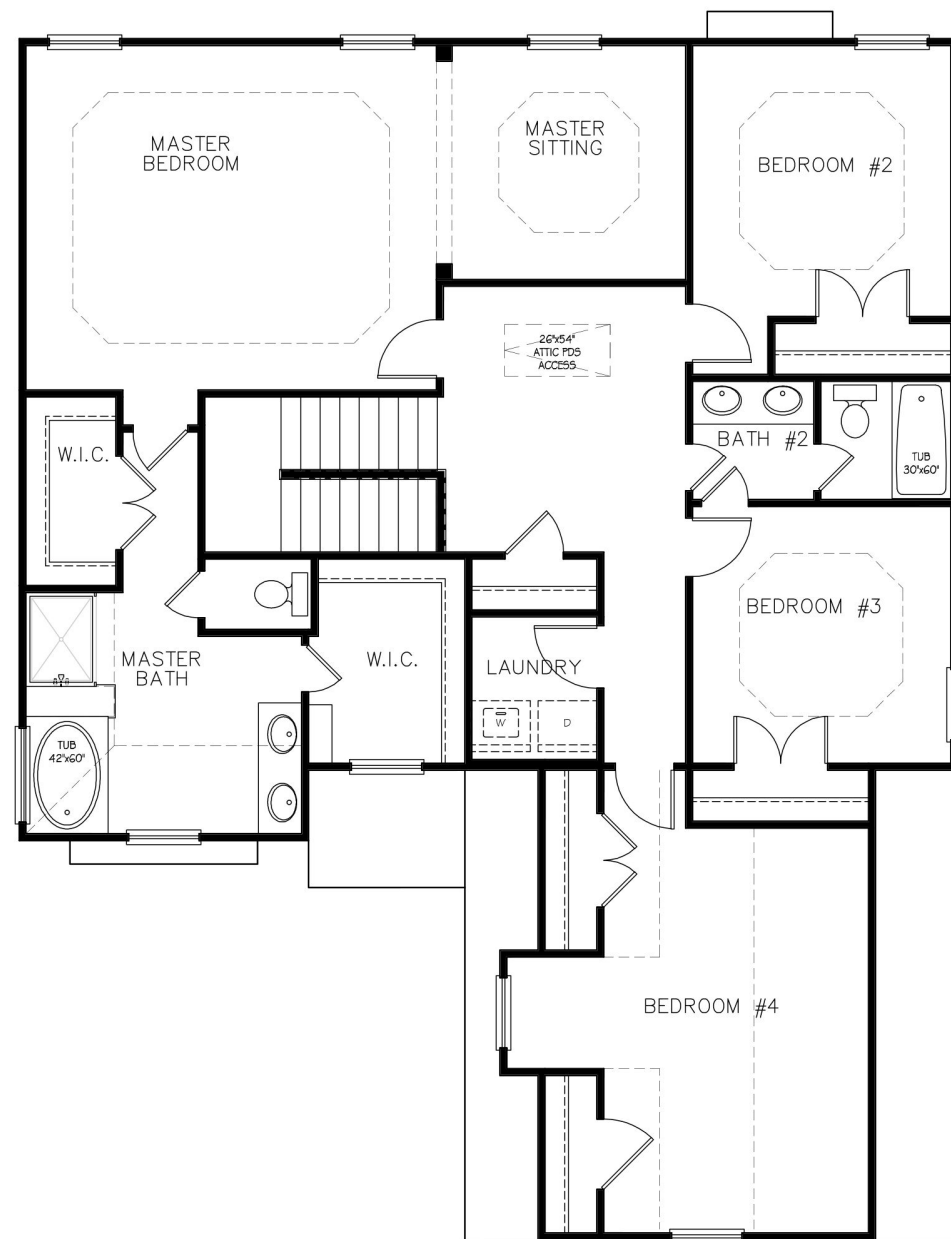 MASTER
BEDROOM
MASTER
SITTING
BEDROOM #2
26"x54"
ATTIC PDS
ACCESS
W.I.C.
BATH #2
TUB
30"x60"
BEDROOM #3
MASTER
BATH
W.I.C.
LAUNDRY
W
D
TUB
42"x60"
BEDROOM #4